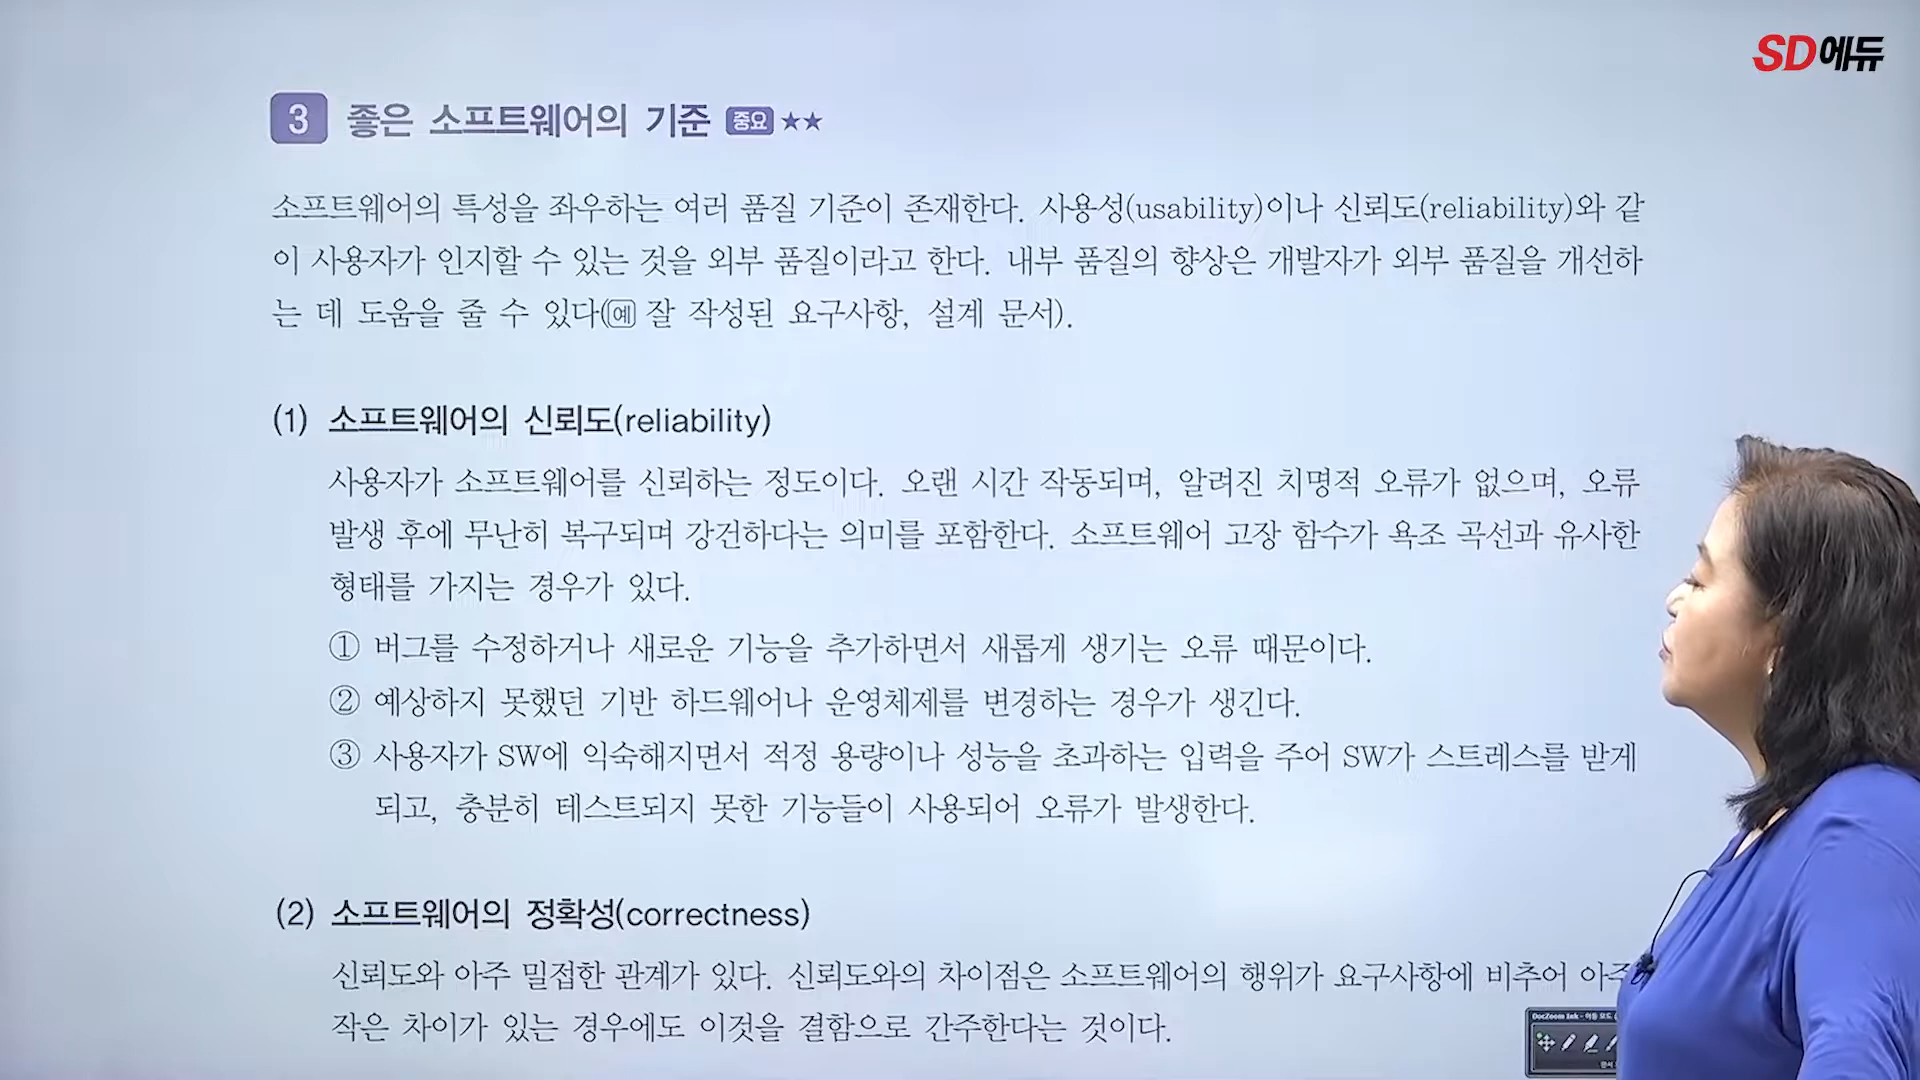 SD에듀
3 좋은 소프트웨어의 기준 중요 ★★
소프트웨어의 특성을 좌우하는 여러 품질 기준이 존재한다. 사용성(usability)이나 신뢰도(reliability)와 같
이 사용자가 인지할 수 있는 것을 외부 품질이라고 한다. 내부 품질의 향상은 개발자가 외부 품질을 개선하
는 데 도움을 줄 수 있다(예 잘 작성된 요구사항, 설계 문서).
(1) 소프트웨어의 신뢰도(reliability)
사용자가 소프트웨어를 신뢰하는 정도이다. 오랜 시간 작동되며, 알려진 치명적 오류가 없으며, 오류
발생 후에 무난히 복구되며 강건하다는 의미를 포함한다. 소프트웨어 고장 함수가 욕조 곡선과 유사한
형태를 가지는 경우가 있다.
① 버그를 수정하거나 새로운 기능을 추가하면서 새롭게 생기는 오류 때문이다.
② 예상하지 못했던 기반 하드웨어나 운영체제를 변경하는 경우가 생긴다.
③ 사용자가 SW에 익숙해지면서 적정 용량이나 성능을 초과하는 입력을 주어 SW가 스트레스를 받게
되고, 충분히 테스트되지 못한 기능들이 사용되어 오류가 발생한다.
(2) 소프트웨어의 정확성(correctness)
신뢰도와 아주 밀접한 관계가 있다. 신뢰도와의 차이점은 소프트웨어의 행위가 요구사항에 비추어 아주
작은 차이가 있는 경우에도 이것을 결함으로 간주한다는 것이다.
DocZoom Ink - 이동 모드